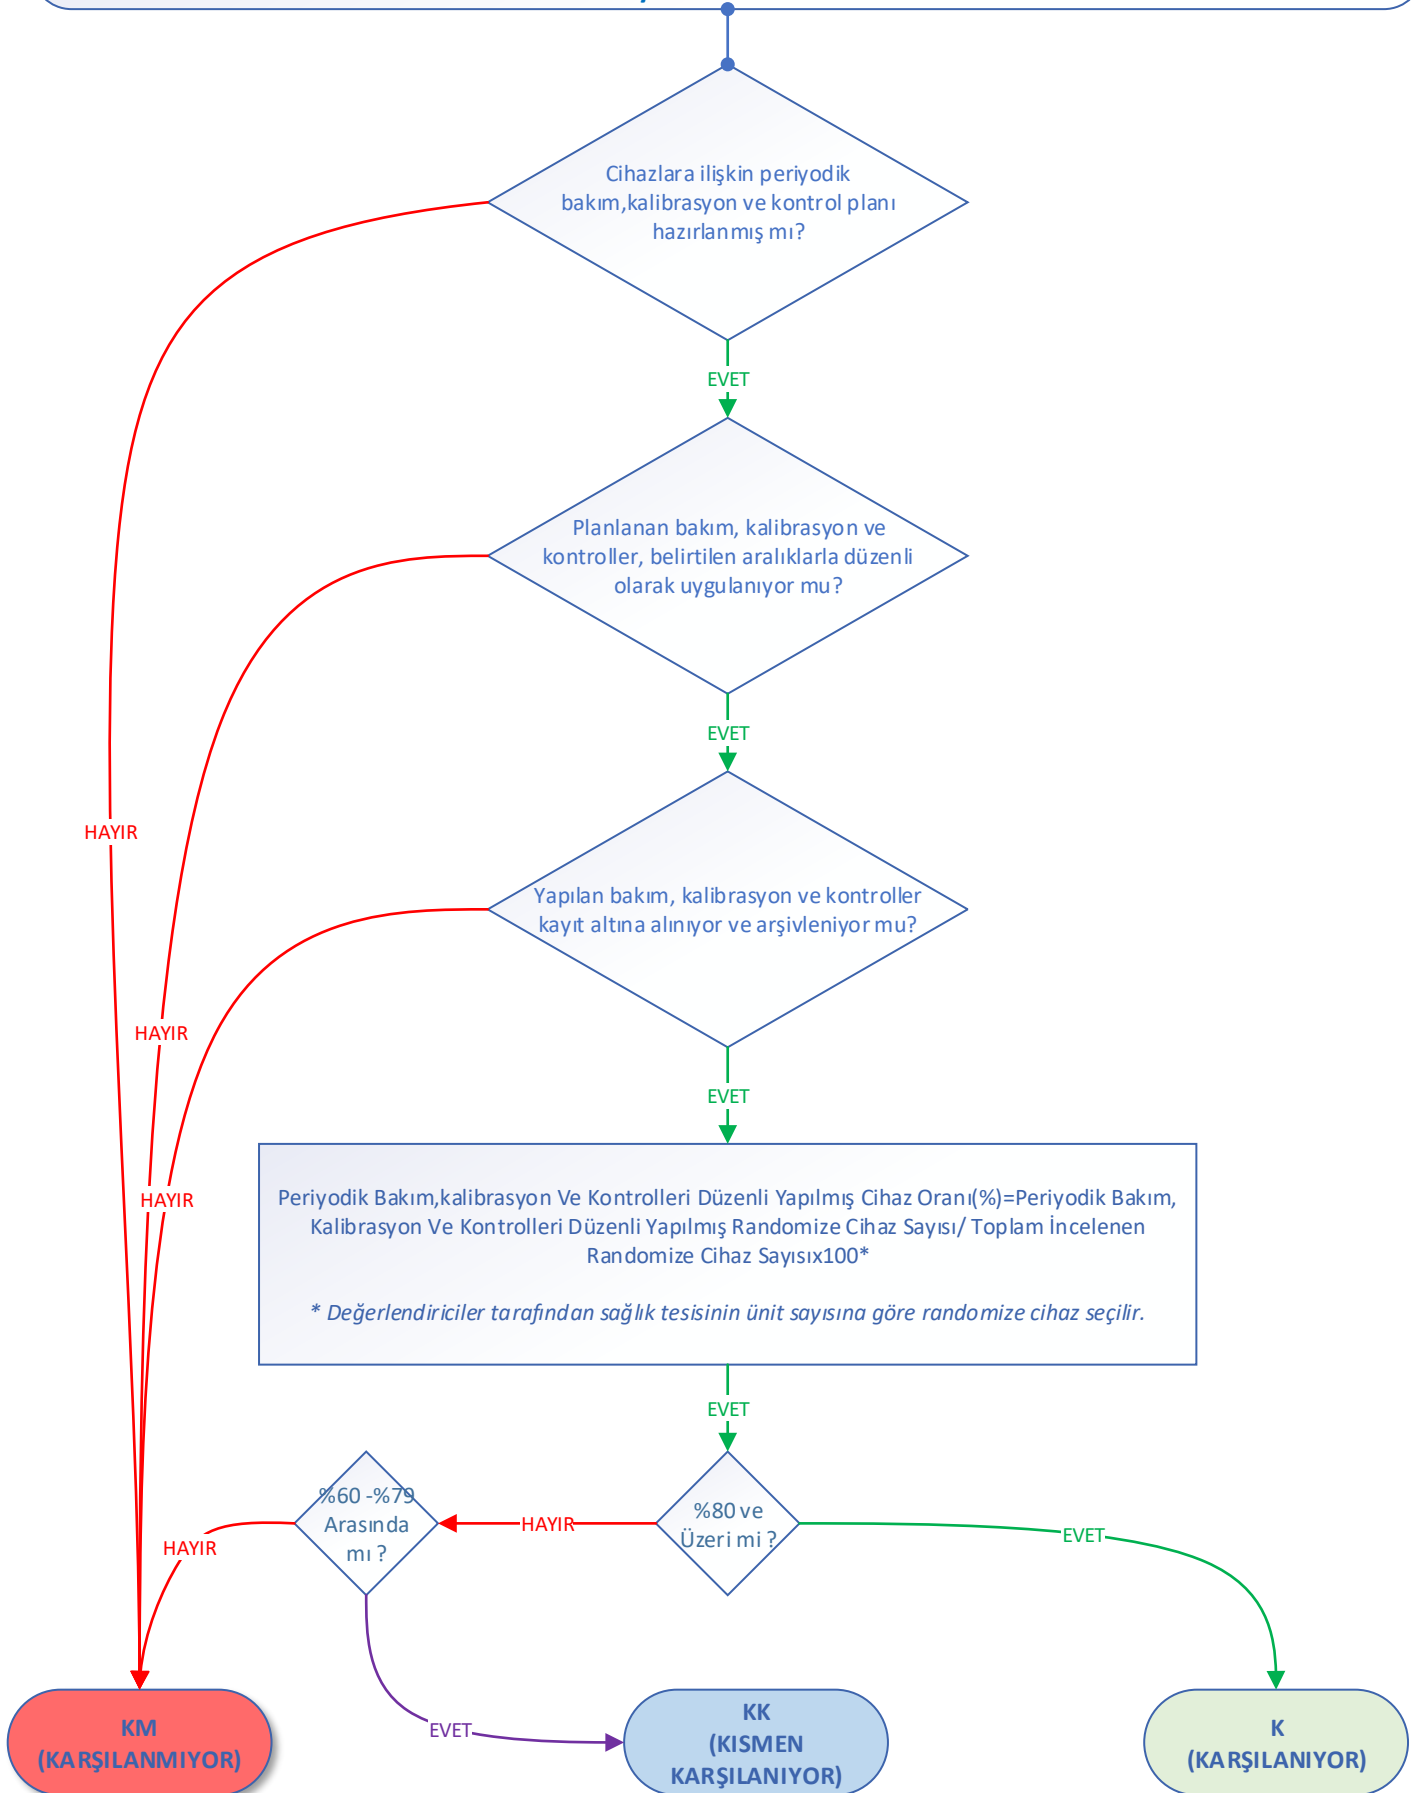 Cihazlara ilişkin periyodik
bakım,kalibrasyon ve kontrol planı
hazırlanmış mı?
EVET
Planlanan bakım, kalibrasyon ve
kontroller, belirtilen aralıklarla düzenli
olarak uygulanıyor mu?
EVET
HAYIR
Yapılan bakım, kalibrasyon ve kontroller
kayıt altına alınıyor ve arşivleniyor mu?
HAYIR
EVET
HAYIR
Periyodik Bakım,kalibrasyon Ve Kontrolleri Düzenli Yapılmış Cihaz Oranı(%)=Periyodik Bakım,
Kalibrasyon Ve Kontrolleri Düzenli Yapılmış Randomize Cihaz Sayısı/ Toplam İncelenen
Randomize Cihaz Sayısıx100*
* Değerlendiriciler tarafından sağlık tesisinin ünit sayısına göre randomize cihaz seçilir.
EVET
%60 -%79
Arasında
mı ?
HAYIR
%80 ve
Üzeri mi ?
EVET
HAYIR
EVET
KM
(KARŞILANMIYOR)
KK
(KISMEN
KARŞILANIYOR)
K
(KARŞILANIYOR)